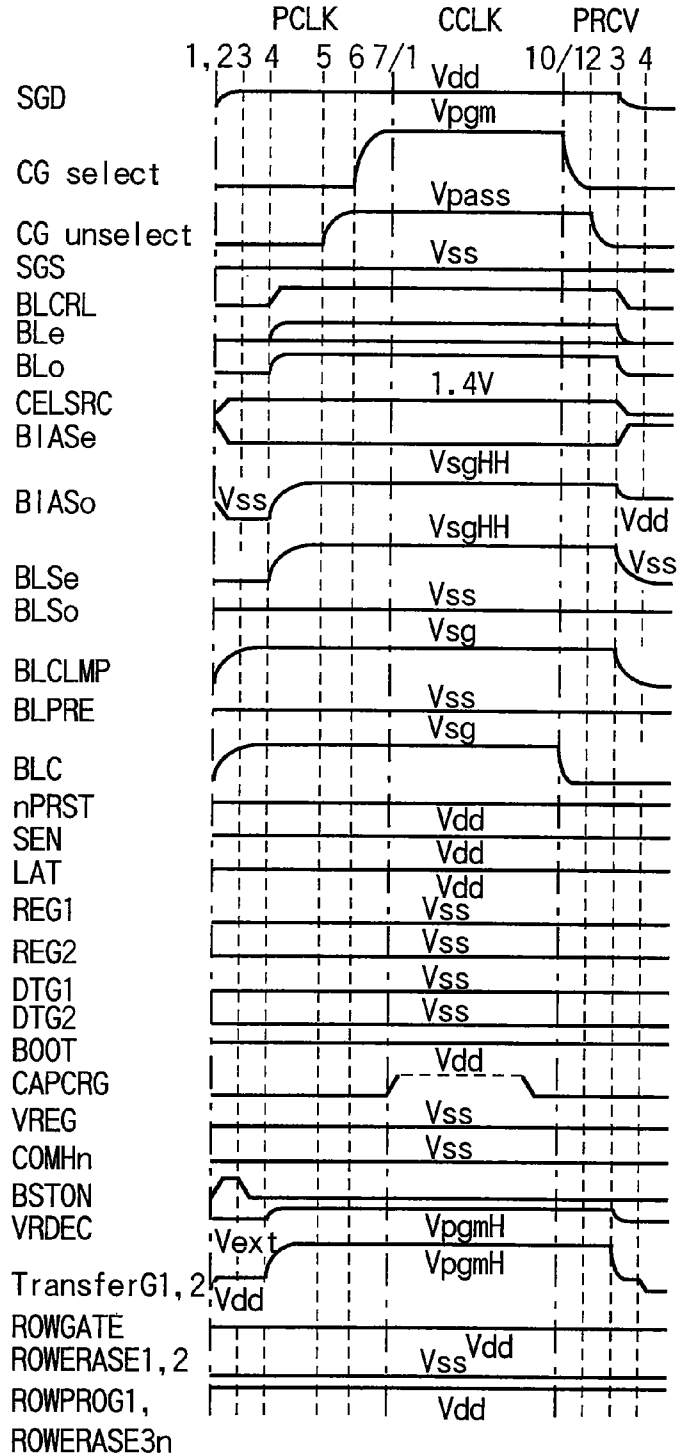 PCLK CCLK PRCV
1,23 4 5 6 7/1 10/12 3 4
SGD Vdd
Vpgm
CG select
Vpass
CG unselect
SGS Vss
BLCRL
BLe
BLo
1.4V
CELSRC
BIASe
VsgHH
BIASo Vss Vdd
VsgHH
BLSe Vss
BLSo Vss
Vsg
BLCLMP
BLPRE Vss
Vsg
BLC
nPRST
Vdd
SEN
Vdd
LAT
Vdd
REG1 Vss
REG2 Vss
DTG1 Vss
DTG2 Vss
BOOT
Vdd
CAPCRG
VREG Vss
COMHn Vss
BSTON
VRDEC
Vext VpgmH
VpgmH
TransferG1,2 Vdd
ROWGATE
Vdd
ROWERASE1,2 Vss
ROWPROG1,
Vdd
ROWERASE3n